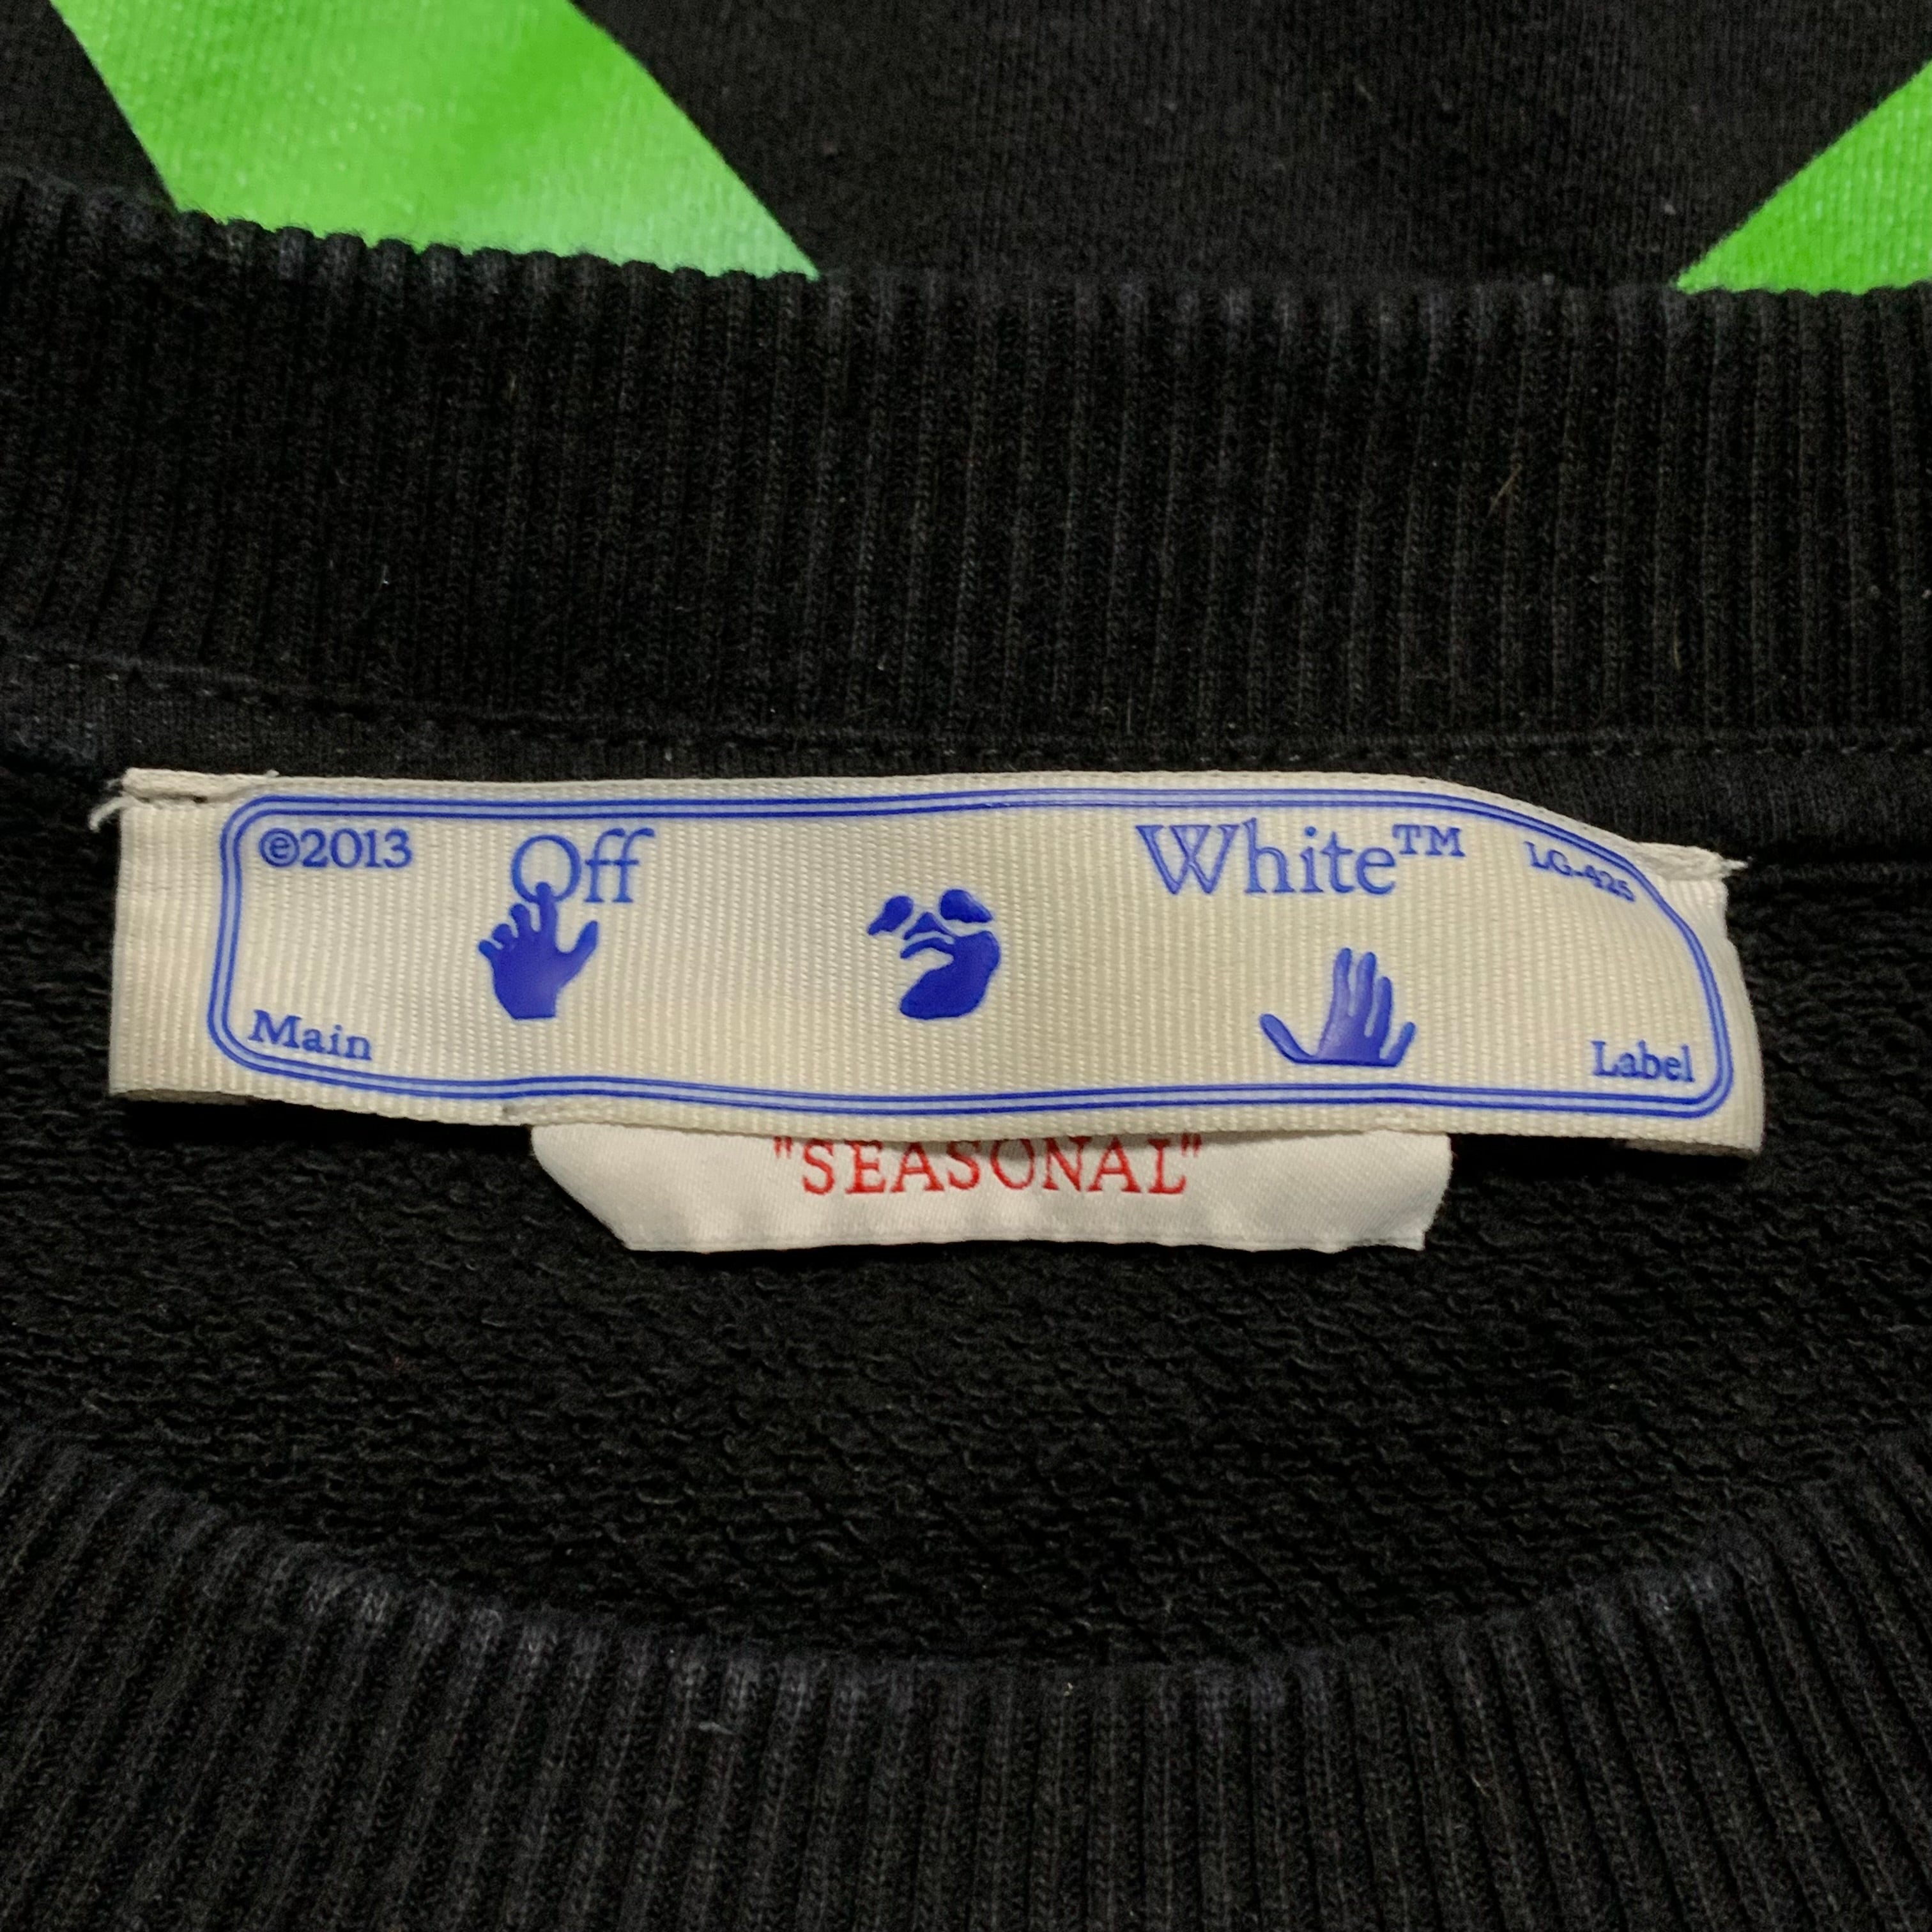 ©2013 Off White™ LG-425
Main Label
"SEASONAL"